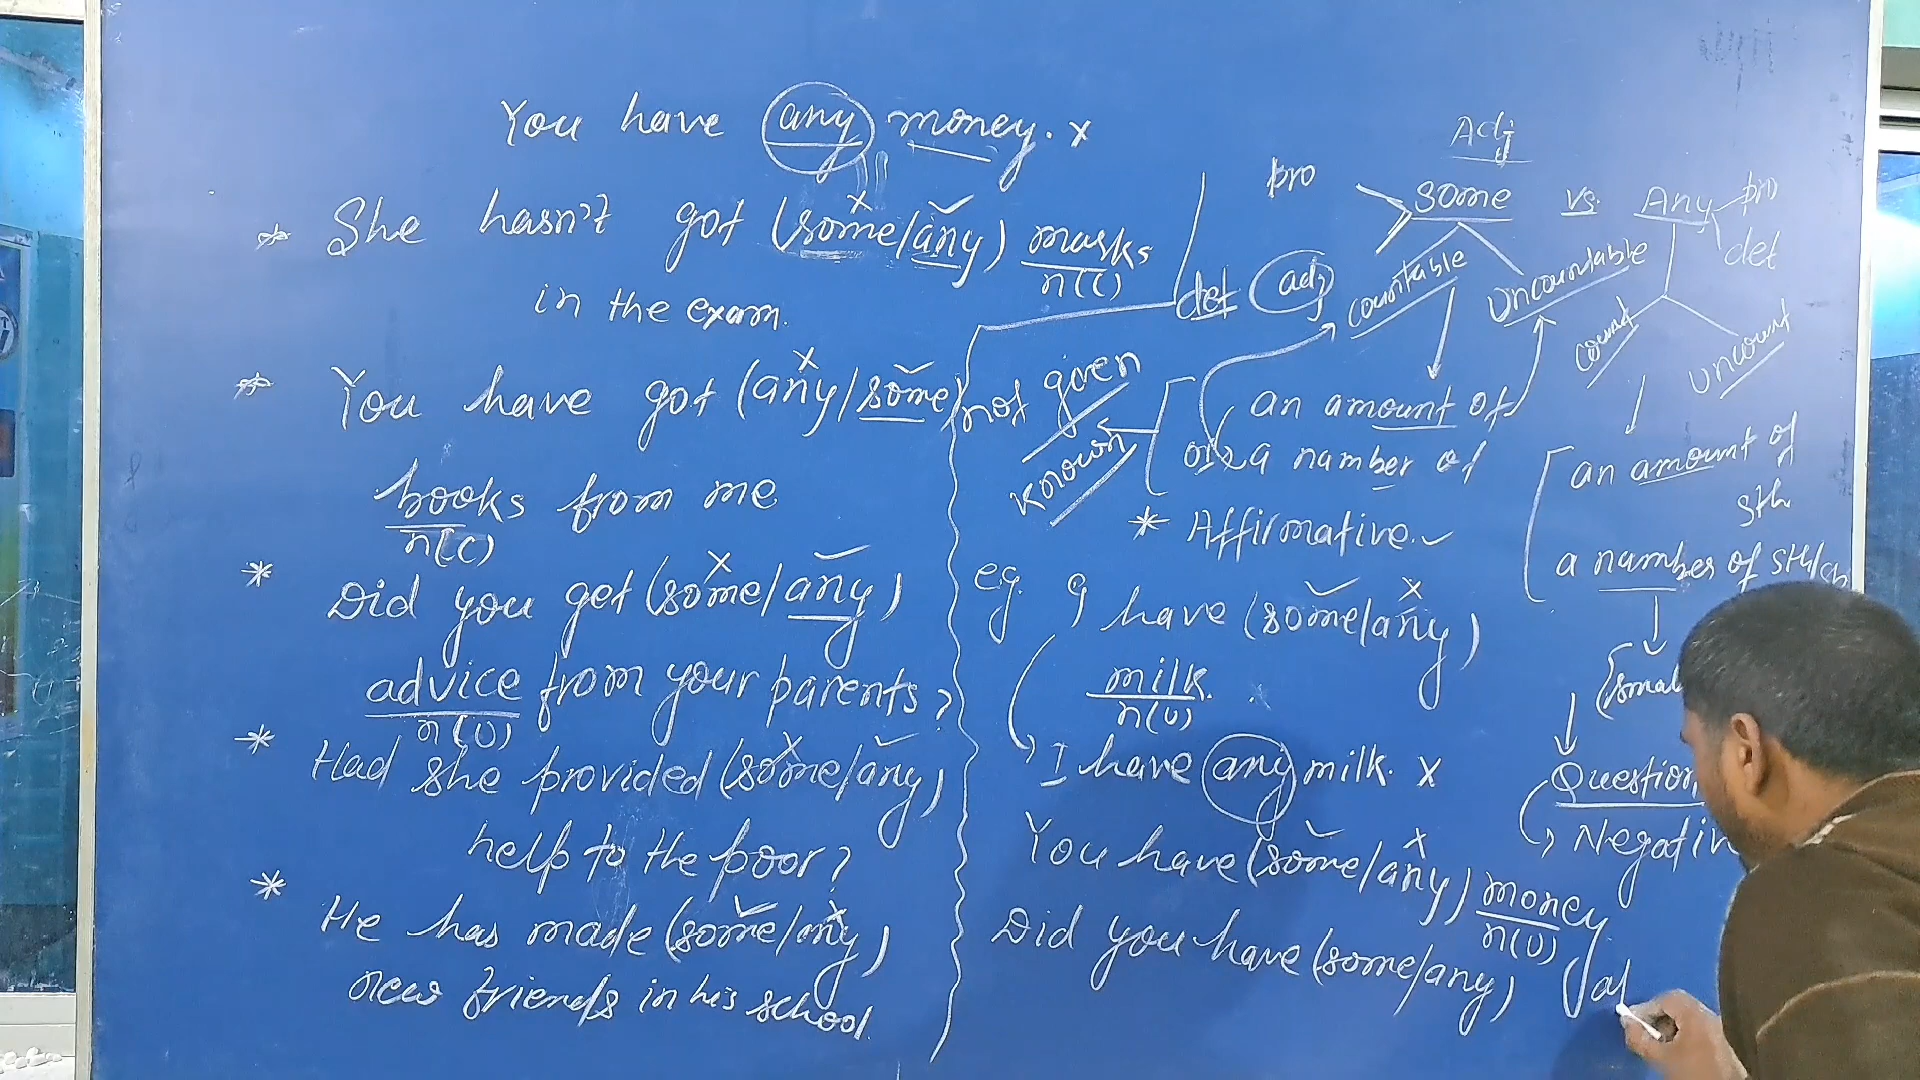 You have any money. x
* She hasn't got (some/any) marks
n(c)
in the exam.
* You have got (any/some)
books from me
n(c)
* Did you get (some/any)
advice from your parents?
n(U)
* Had she provided (some/any)
help to the poor?
* He has made (some/any)
new friends in his school.
Adj
pro some vs. Any pro
det
det adj countable Uncountable
count uncount
not given
known
an amount of
a number of
* Affirmative.
eg. I have (some/any)
milk.
n(U)
I have any milk. x
You have (some/any) money
n(U)
Did you have (some/any)
an amount of
sth
a number of sth
Question
Negativ